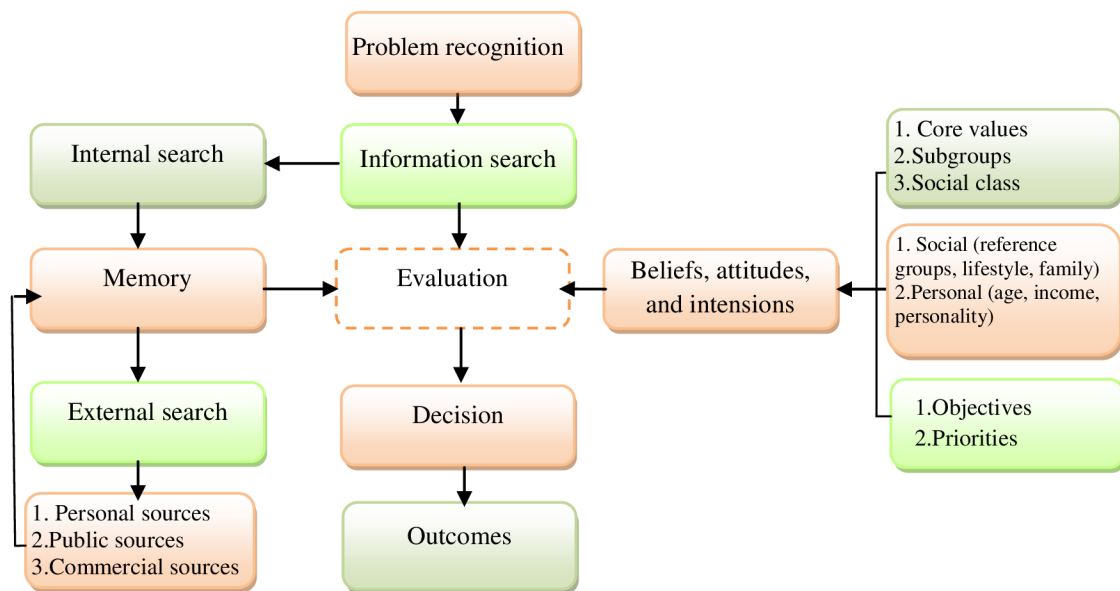 Problem recognition
Internal search
Information search
1. Core values
2.Subgroups
3.Social class
Memory
Evaluation
Beliefs, attitudes,
and intensions
1. Social (reference
groups, lifestyle, family)
2.Personal (age, income,
personality)
External search
Decision
1.Objectives
2.Priorities
1. Personal sources
2.Public sources
3.Commercial sources
Outcomes